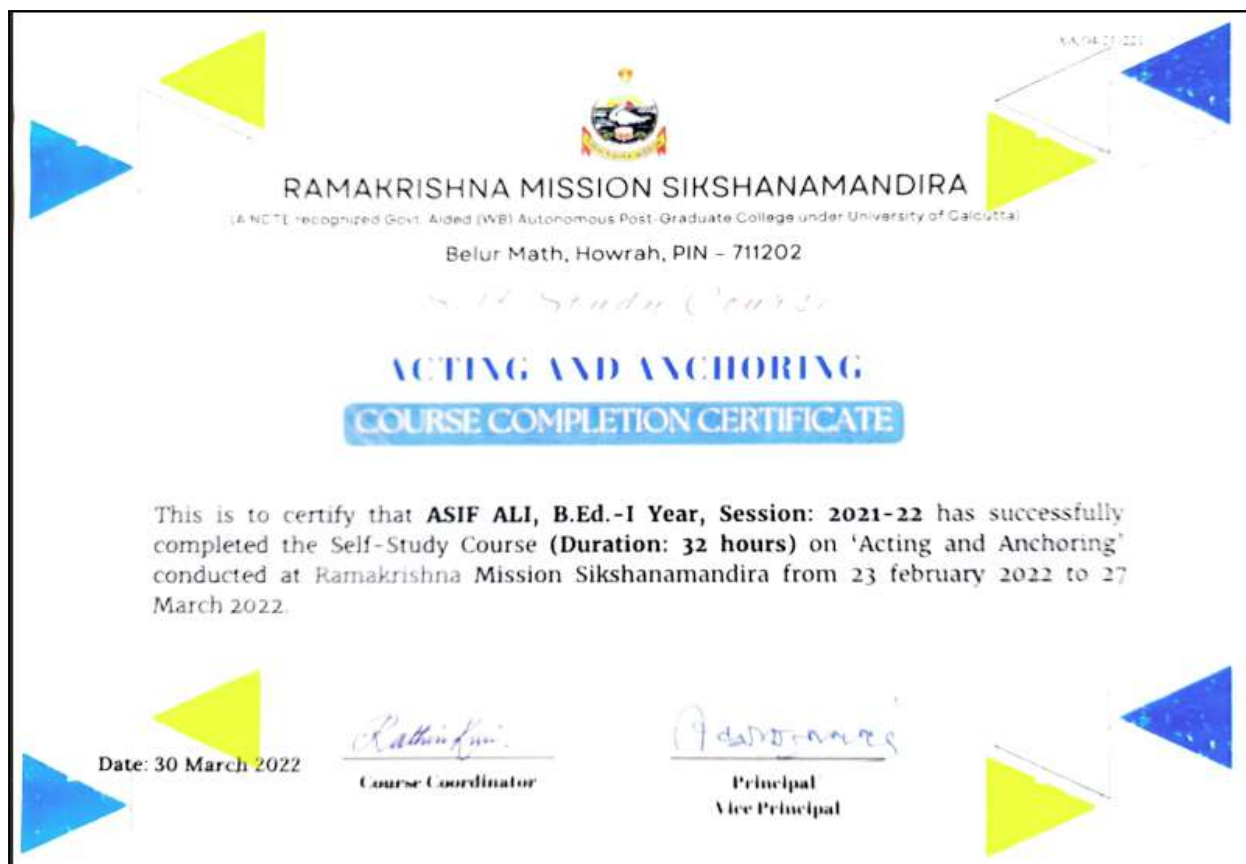 RAMAKRISHNA MISSION SIKSHANAMANDIRA
(A NCTE recognized Govt. Aided (WB) Autonomous Post-Graduate College under University of Calcutta)
Belur Math, Howrah, PIN – 711202
Self Study Course
ACTING AND ANCHORING
COURSE COMPLETION CERTIFICATE
This is to certify that ASIF ALI, B.Ed.-I Year, Session: 2021-22 has successfully
completed the Self-Study Course (Duration: 32 hours) on ‘Acting and Anchoring’
conducted at Ramakrishna Mission Sikshanamandira from 23 february 2022 to 27
March 2022.
Date: 30 March 2022
Course Coordinator
Principal
Vice Principal